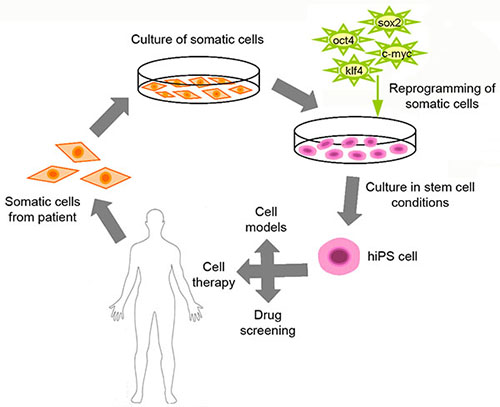 Culture of somatic cells
sox2
oct4
c-myc
klf4
Reprogramming of
somatic cells
Culture in stem cell
conditions
hiPS cell
Cell
models
Cell
therapy
Drug
screening
Somatic cells
from patient